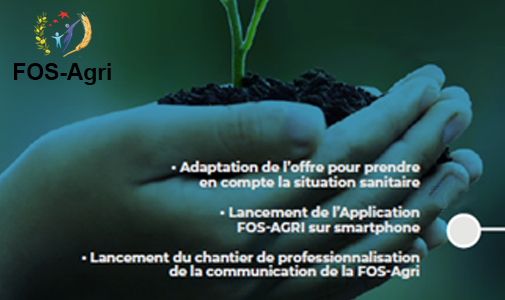 FOS-Agri
• Adaptation de l'offre pour prendre
en compte la situation sanitaire
• Lancement de l'Application
FOS-AGRI sur smartphone
• Lancement du chantier de professionnalisation
de la communication de la FOS-Agri